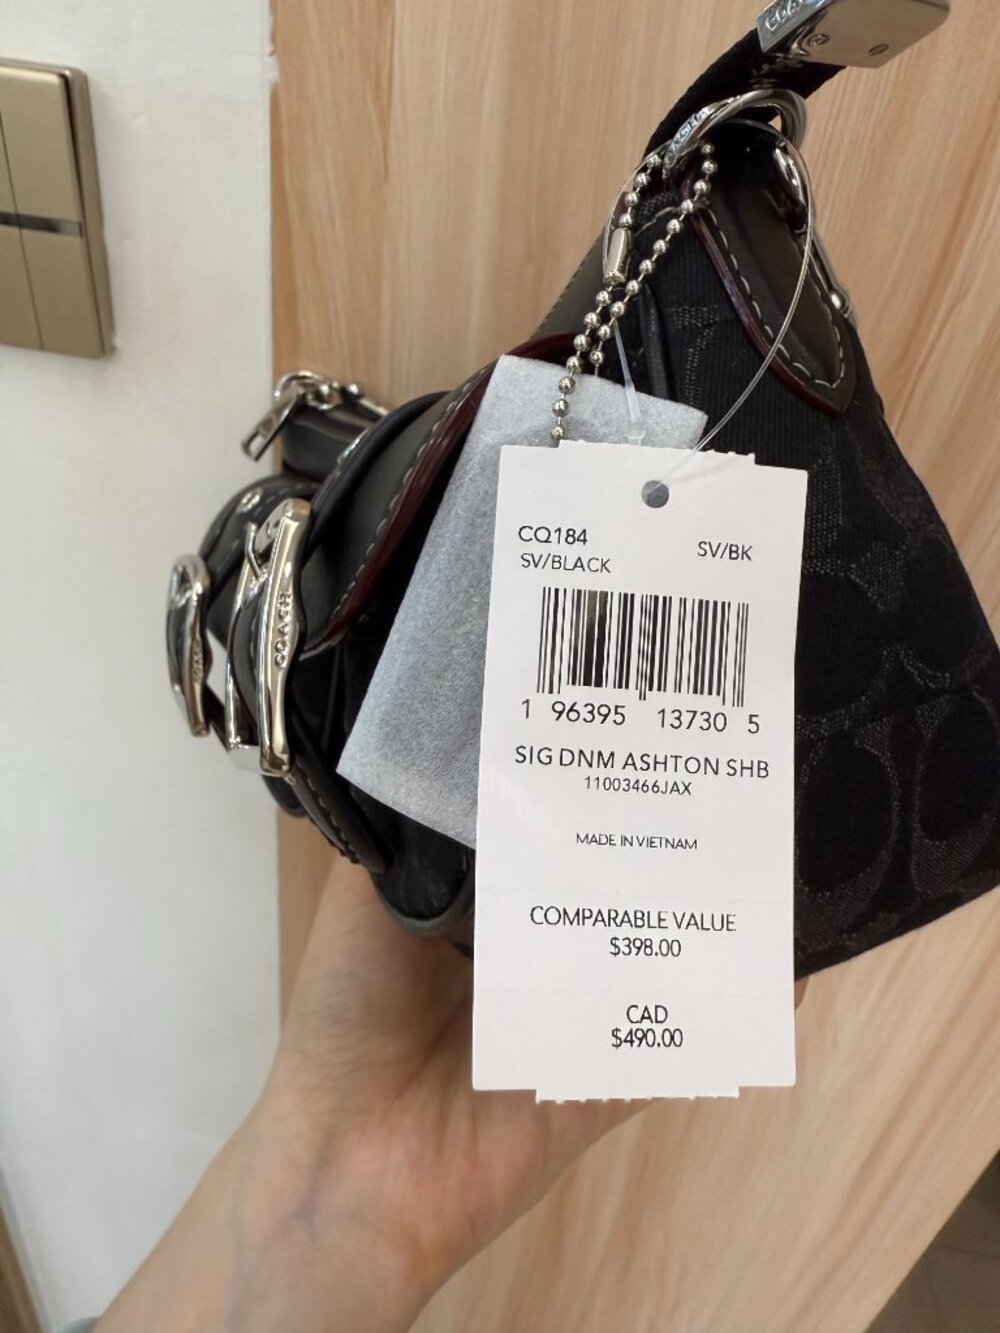 COACH
CQ184
SV/BK
SV/BLACK
1 96395 13730 5
SIG DNM ASHTON SHB
11003466JAX
MADE IN VIETNAM
COMPARABLE VALUE
$398.00
CAD
$490.00